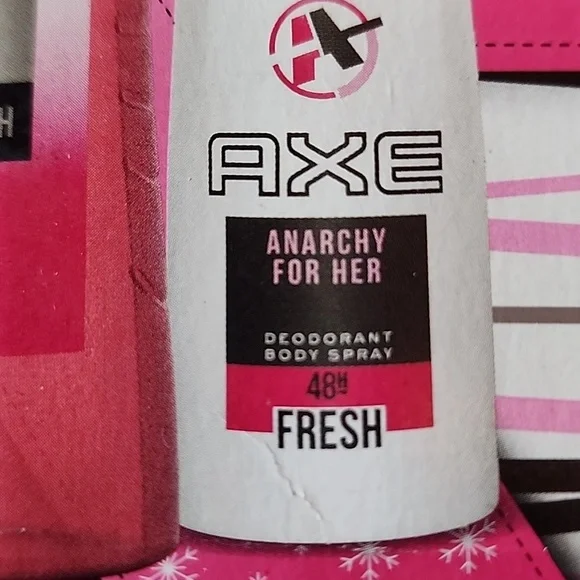 H
AXE
ANARCHY
FOR HER
DEODORANT
BODY SPRAY
48H
FRESH